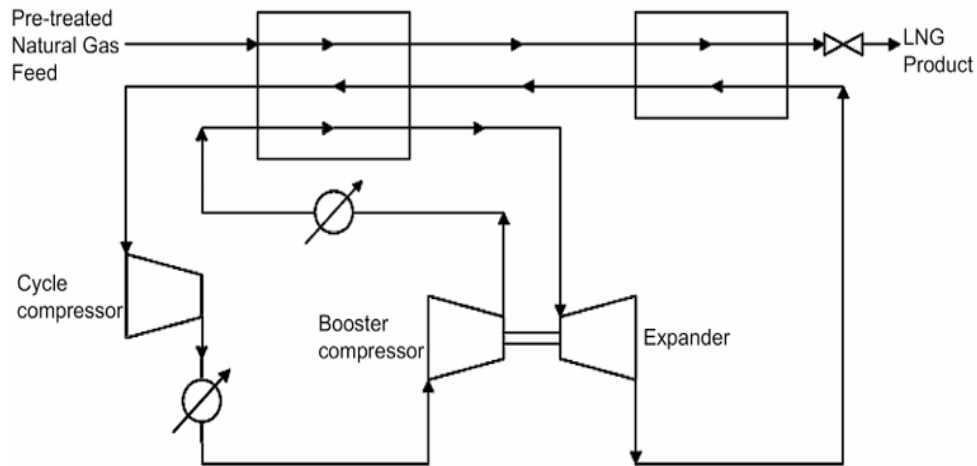 Pre-treated
Natural Gas
Feed
LNG
Product
Cycle
compressor
Booster
compressor
Expander